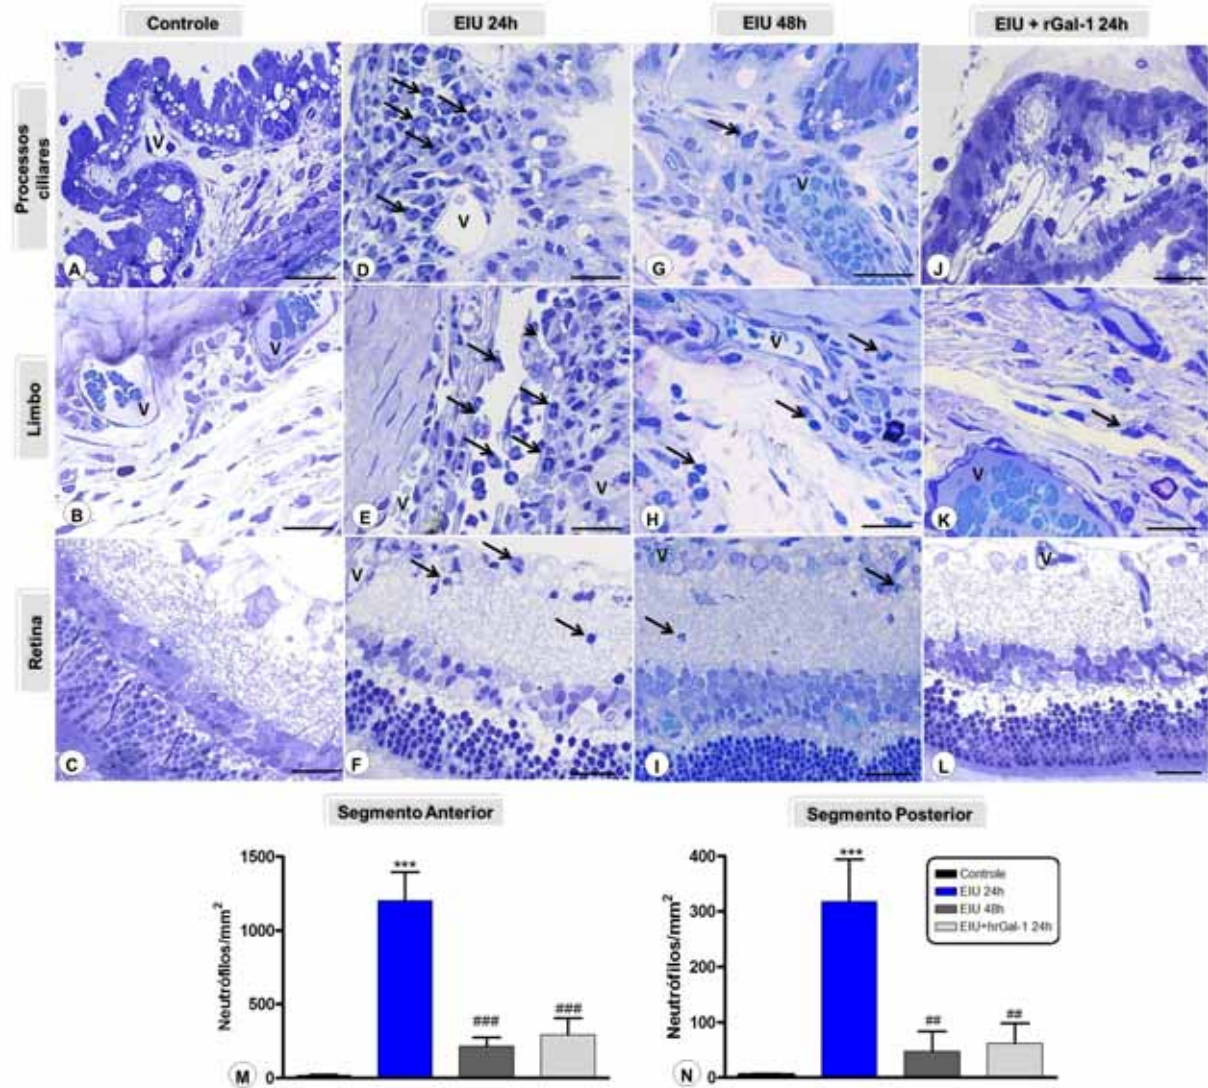 Controle
EIU 24h
EIU 48h
EIU + rGal-1 24h
Processos
ciliares
V
A
V
D
V
G
J
Limbo
V
V
B
V
V
E
V
H
V
K
Retina
C
V
F
V
I
V
L
Segmento Anterior
Neutrófilos/mm²
1500
1000
500
0
***
###
###
M
Segmento Posterior
Neutrófilos/mm²
400
300
200
100
0
***
##
##
N
Controle
EIU 24h
EIU 48h
EIU+hrGal-1 24h